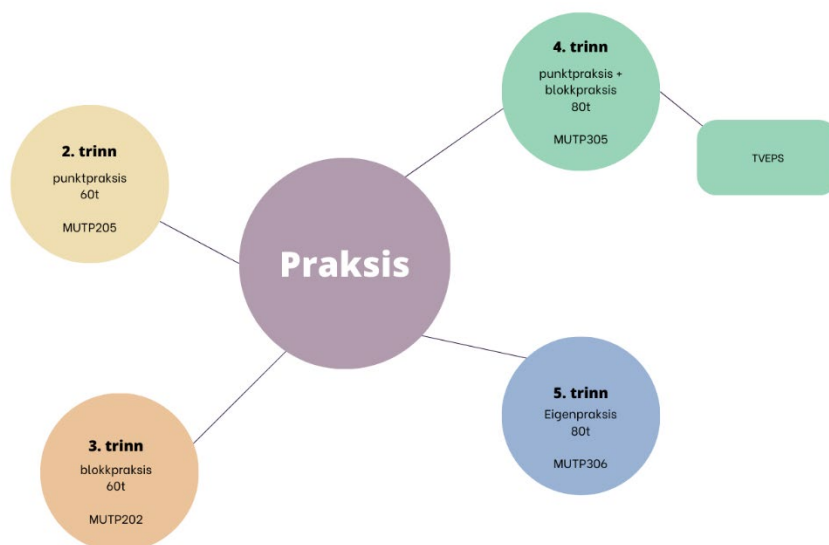 4. trinn
punktpraksis +
blokkpraksis
80t
MUTP305
TVEPS
2. trinn
punktpraksis
60t
MUTP205
Praksis
5. trinn
Eigenpraksis
80t
MUTP306
3. trinn
blokkpraksis
60t
MUTP202